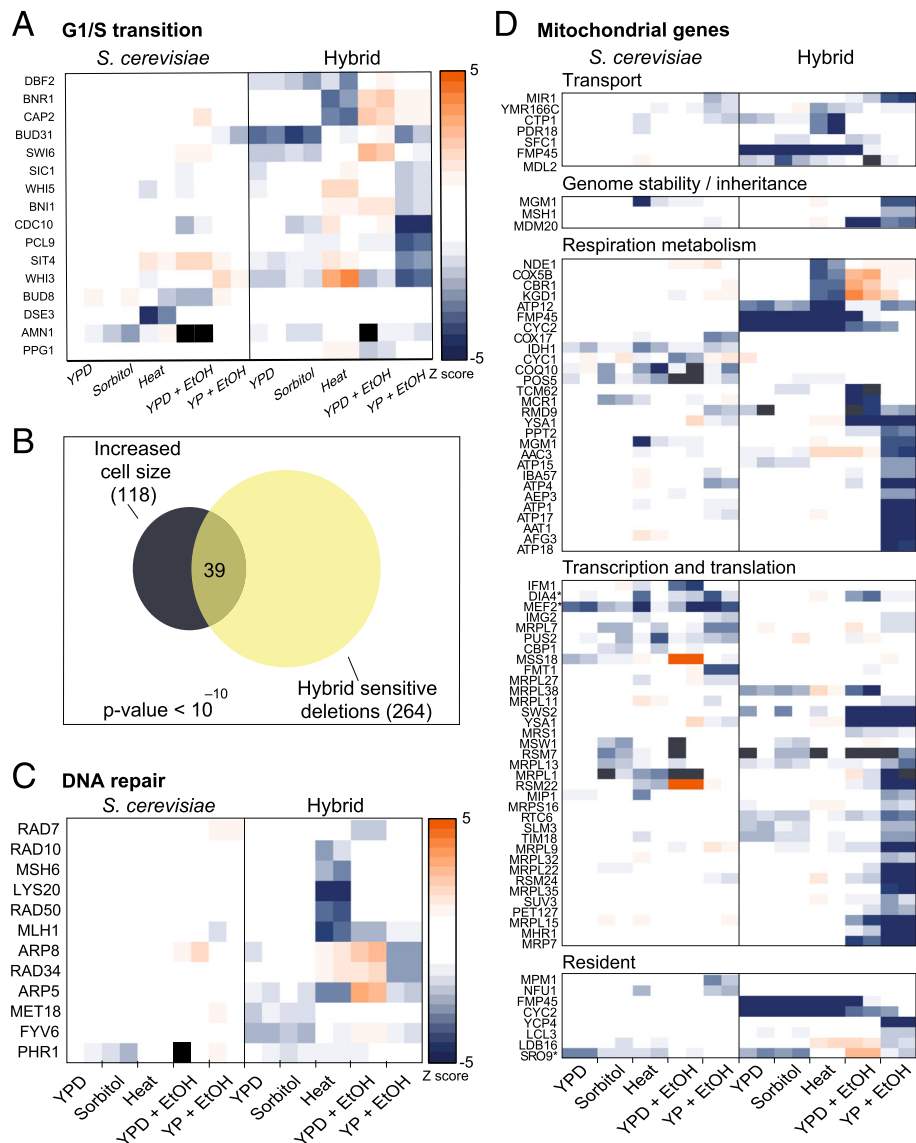 A G1/S transition
S. cerevisiae Hybrid
DBF2
BNR1
CAP2
BUD31
SWI6
SIC1
WHI5
BNI1
CDC10
PCL9
SIT4
WHI3
BUD8
DSE3
AMN1
PPG1
5
-5
Z score
YPD Sorbitol Heat YPD + EtOH YP + EtOH YPD Sorbitol Heat YPD + EtOH YP + EtOH
B
Increased
cell size
(118)
39
Hybrid sensitive
deletions (264)
p-value < 10⁻¹⁰
C DNA repair
S. cerevisiae Hybrid
RAD7
RAD10
MSH6
LYS20
RAD50
MLH1
ARP8
RAD34
ARP5
MET18
FYV6
PHR1
5
-5
Z score
YPD Sorbitol Heat YPD + EtOH YP + EtOH YPD Sorbitol Heat YPD + EtOH YP + EtOH
D Mitochondrial genes
S. cerevisiae Hybrid
Transport
MIR1
YMR166C
CTP1
PDR18
SFC1
FMP45
MDL2
Genome stability / inheritance
MGM1
MSH1
MDM20
Respiration metabolism
NDE1
COX5B
CBR1
KGD1
ATP12
FMP45
CYC2
COX17
IDH1
CYC1
COQ10
POS5
TCM62
MCR1
RMD9
YSA1
PPT2
MGM1
AAC3
ATP15
IBA57
ATP4
AEP3
ATP1
ATP17
AAT1
AFG3
ATP18
Transcription and translation
IFM1
DIA4*
MEF2*
IMG2
MRPL7
PUS2
CBP1
MSS18
FMT1
MRPL27
MRPL38
MRPL11
SWS2
YSA1
MRS1
MSW1
RSM7
MRPL13
MRPL1
RSM22
MIP1
MRPS16
RTC6
SLM3
TIM18
MRPL9
MRPL32
MRPL22
RSM24
MRPL35
SUV3
PET127
MRPL15
MHR1
MRP7
Resident
MPM1
NFU1
FMP45
CYC2
YCP4
LCL3
LDB16
SRO9*
YPD Sorbitol Heat YPD + EtOH YP + EtOH YPD Sorbitol Heat YPD + EtOH YP + EtOH